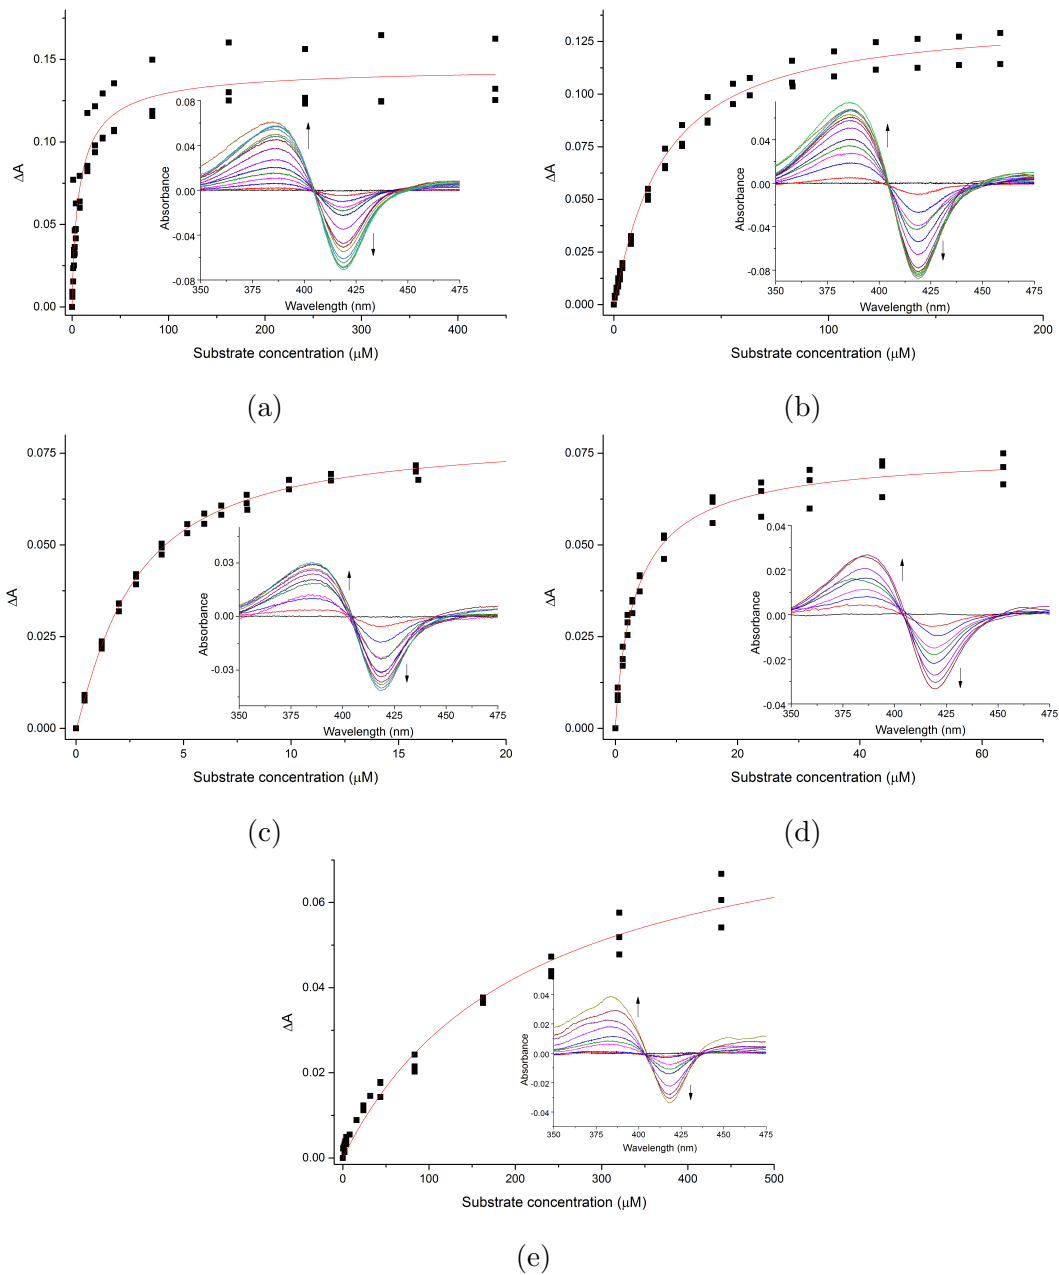 0.15
0.10
0.05
0.00
ΔA
0 100 200 300 400
Substrate concentration (μM)
0.08
0.04
0.00
-0.04
-0.08
Absorbance
350 375 400 425 450 475
Wavelength (nm)
(a)
0.125
0.100
0.075
0.050
0.025
0.000
ΔA
0 100 200
Substrate concentration (μM)
0.04
0.00
-0.04
-0.08
Absorbance
350 375 400 425 450 475
Wavelength (nm)
(b)
0.075
0.050
0.025
0.000
ΔA
0 5 10 15 20
Substrate concentration (μM)
0.03
0.00
-0.03
Absorbance
350 375 400 425 450 475
Wavelength (nm)
(c)
0.075
0.050
0.025
0.000
ΔA
0 20 40 60
Substrate concentration (μM)
0.04
0.02
0.00
-0.02
-0.04
Absorbance
350 375 400 425 450 475
Wavelength (nm)
(d)
0.06
0.04
0.02
0.00
ΔA
0 100 200 300 400 500
Substrate concentration (μM)
0.04
0.02
0.00
-0.02
-0.04
Absorbance
350 375 400 425 450 475
Wavelength (nm)
(e)